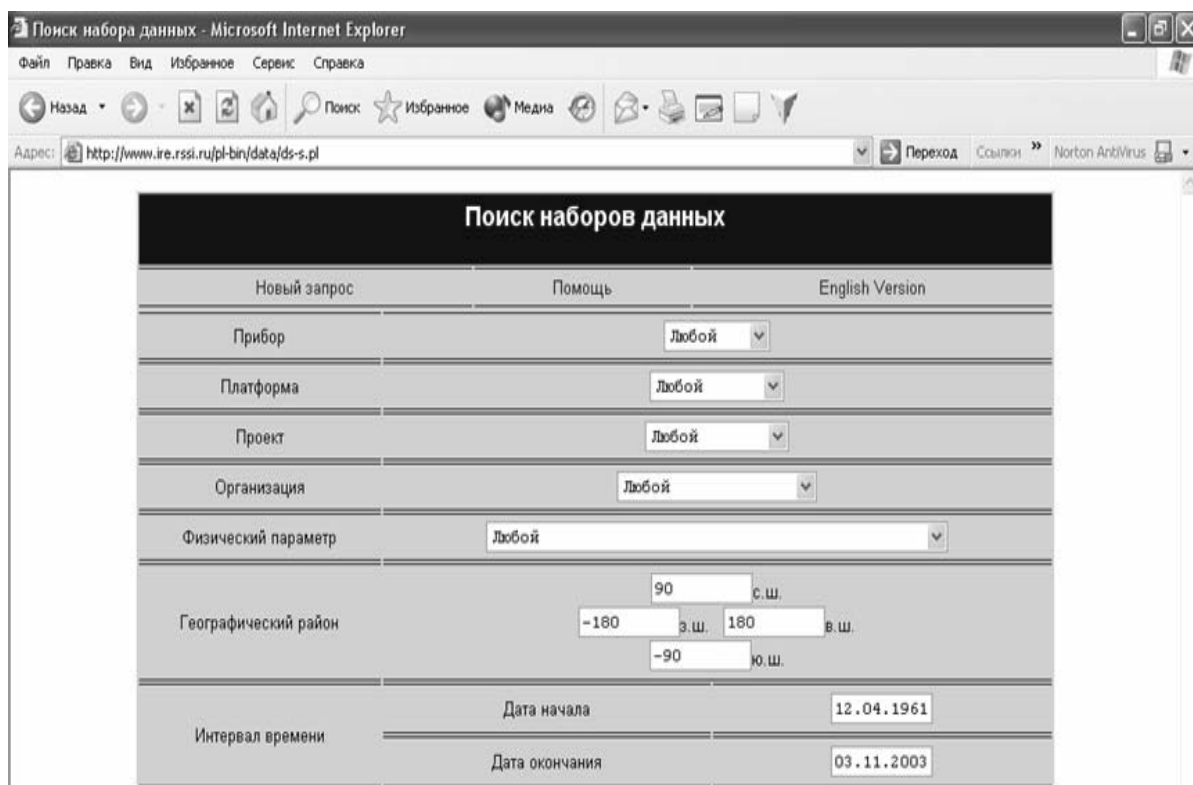 Поиск набора данных - Microsoft Internet Explorer
Файл Правка Вид Избранное Сервис Справка
Назад Поиск Избранное Медиа
Адрес: http://www.ire.rssi.ru/pl-bin/data/ds-s.pl Переход Ссылки » Norton AntiVirus
Поиск наборов данных
Новый запрос Помощь English Version
Прибор Любой
Платформа Любой
Проект Любой
Организация Любой
Физический параметр Любой
90 с.ш.
Географический район -180 з.ш. 180 в.ш.
-90 ю.ш.
Дата начала 12.04.1961
Интервал времени
Дата окончания 03.11.2003